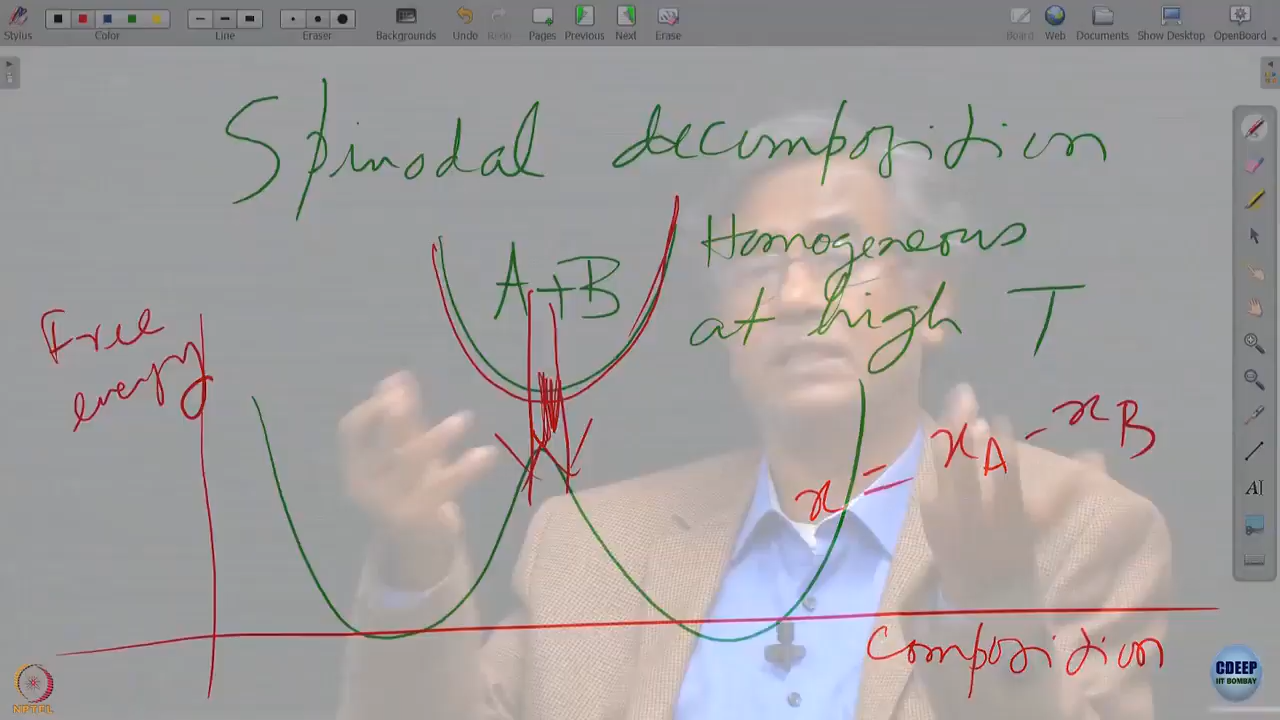 Stylus
Color
Line
Eraser
Backgrounds
Undo
Redo
Pages
Previous
Next
Erase
Board
Web
Documents
Show Desktop
OpenBoard
Spinodal decomposition
A+B
Homogeneous
at high T
Free
energy
x = xA - xB
Composition
AI
CDEEP
IIT BOMBAY
NPTEL